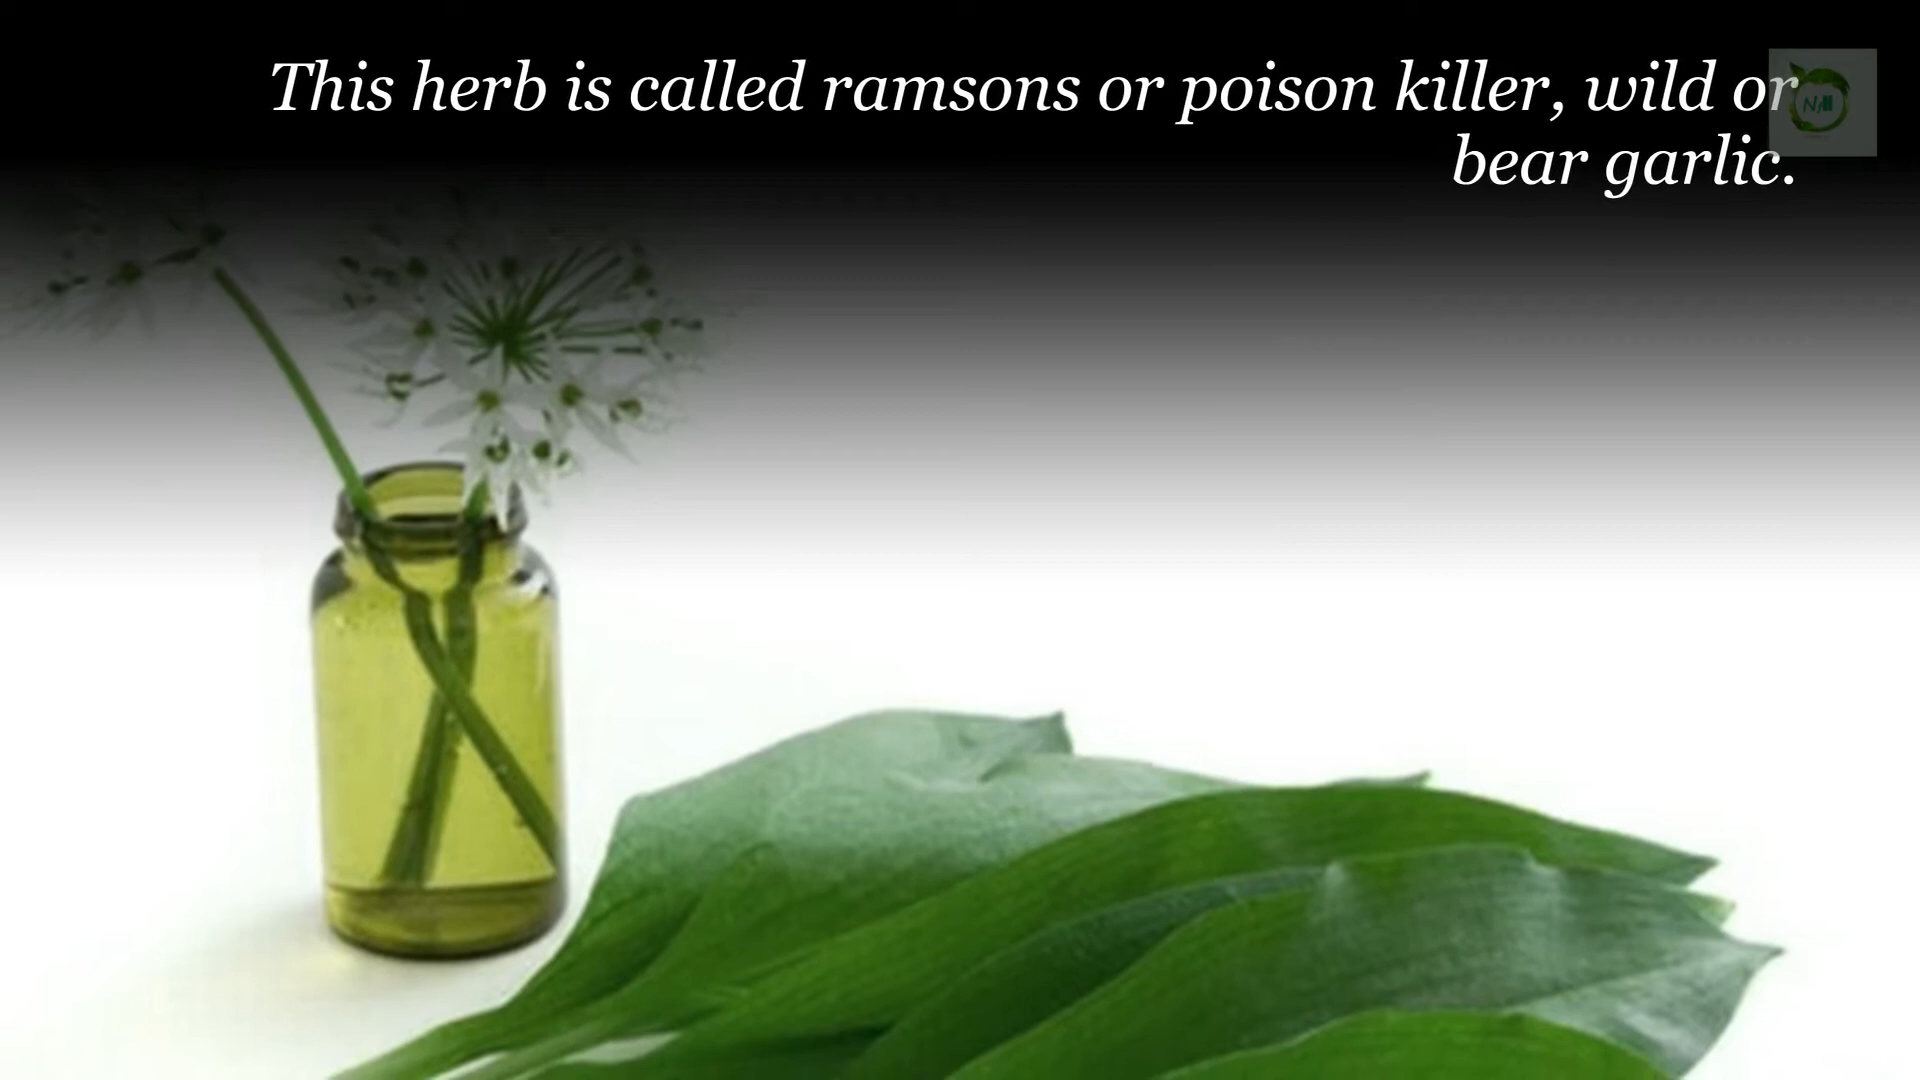 This herb is called ramsons or poison killer, wild or
bear garlic.